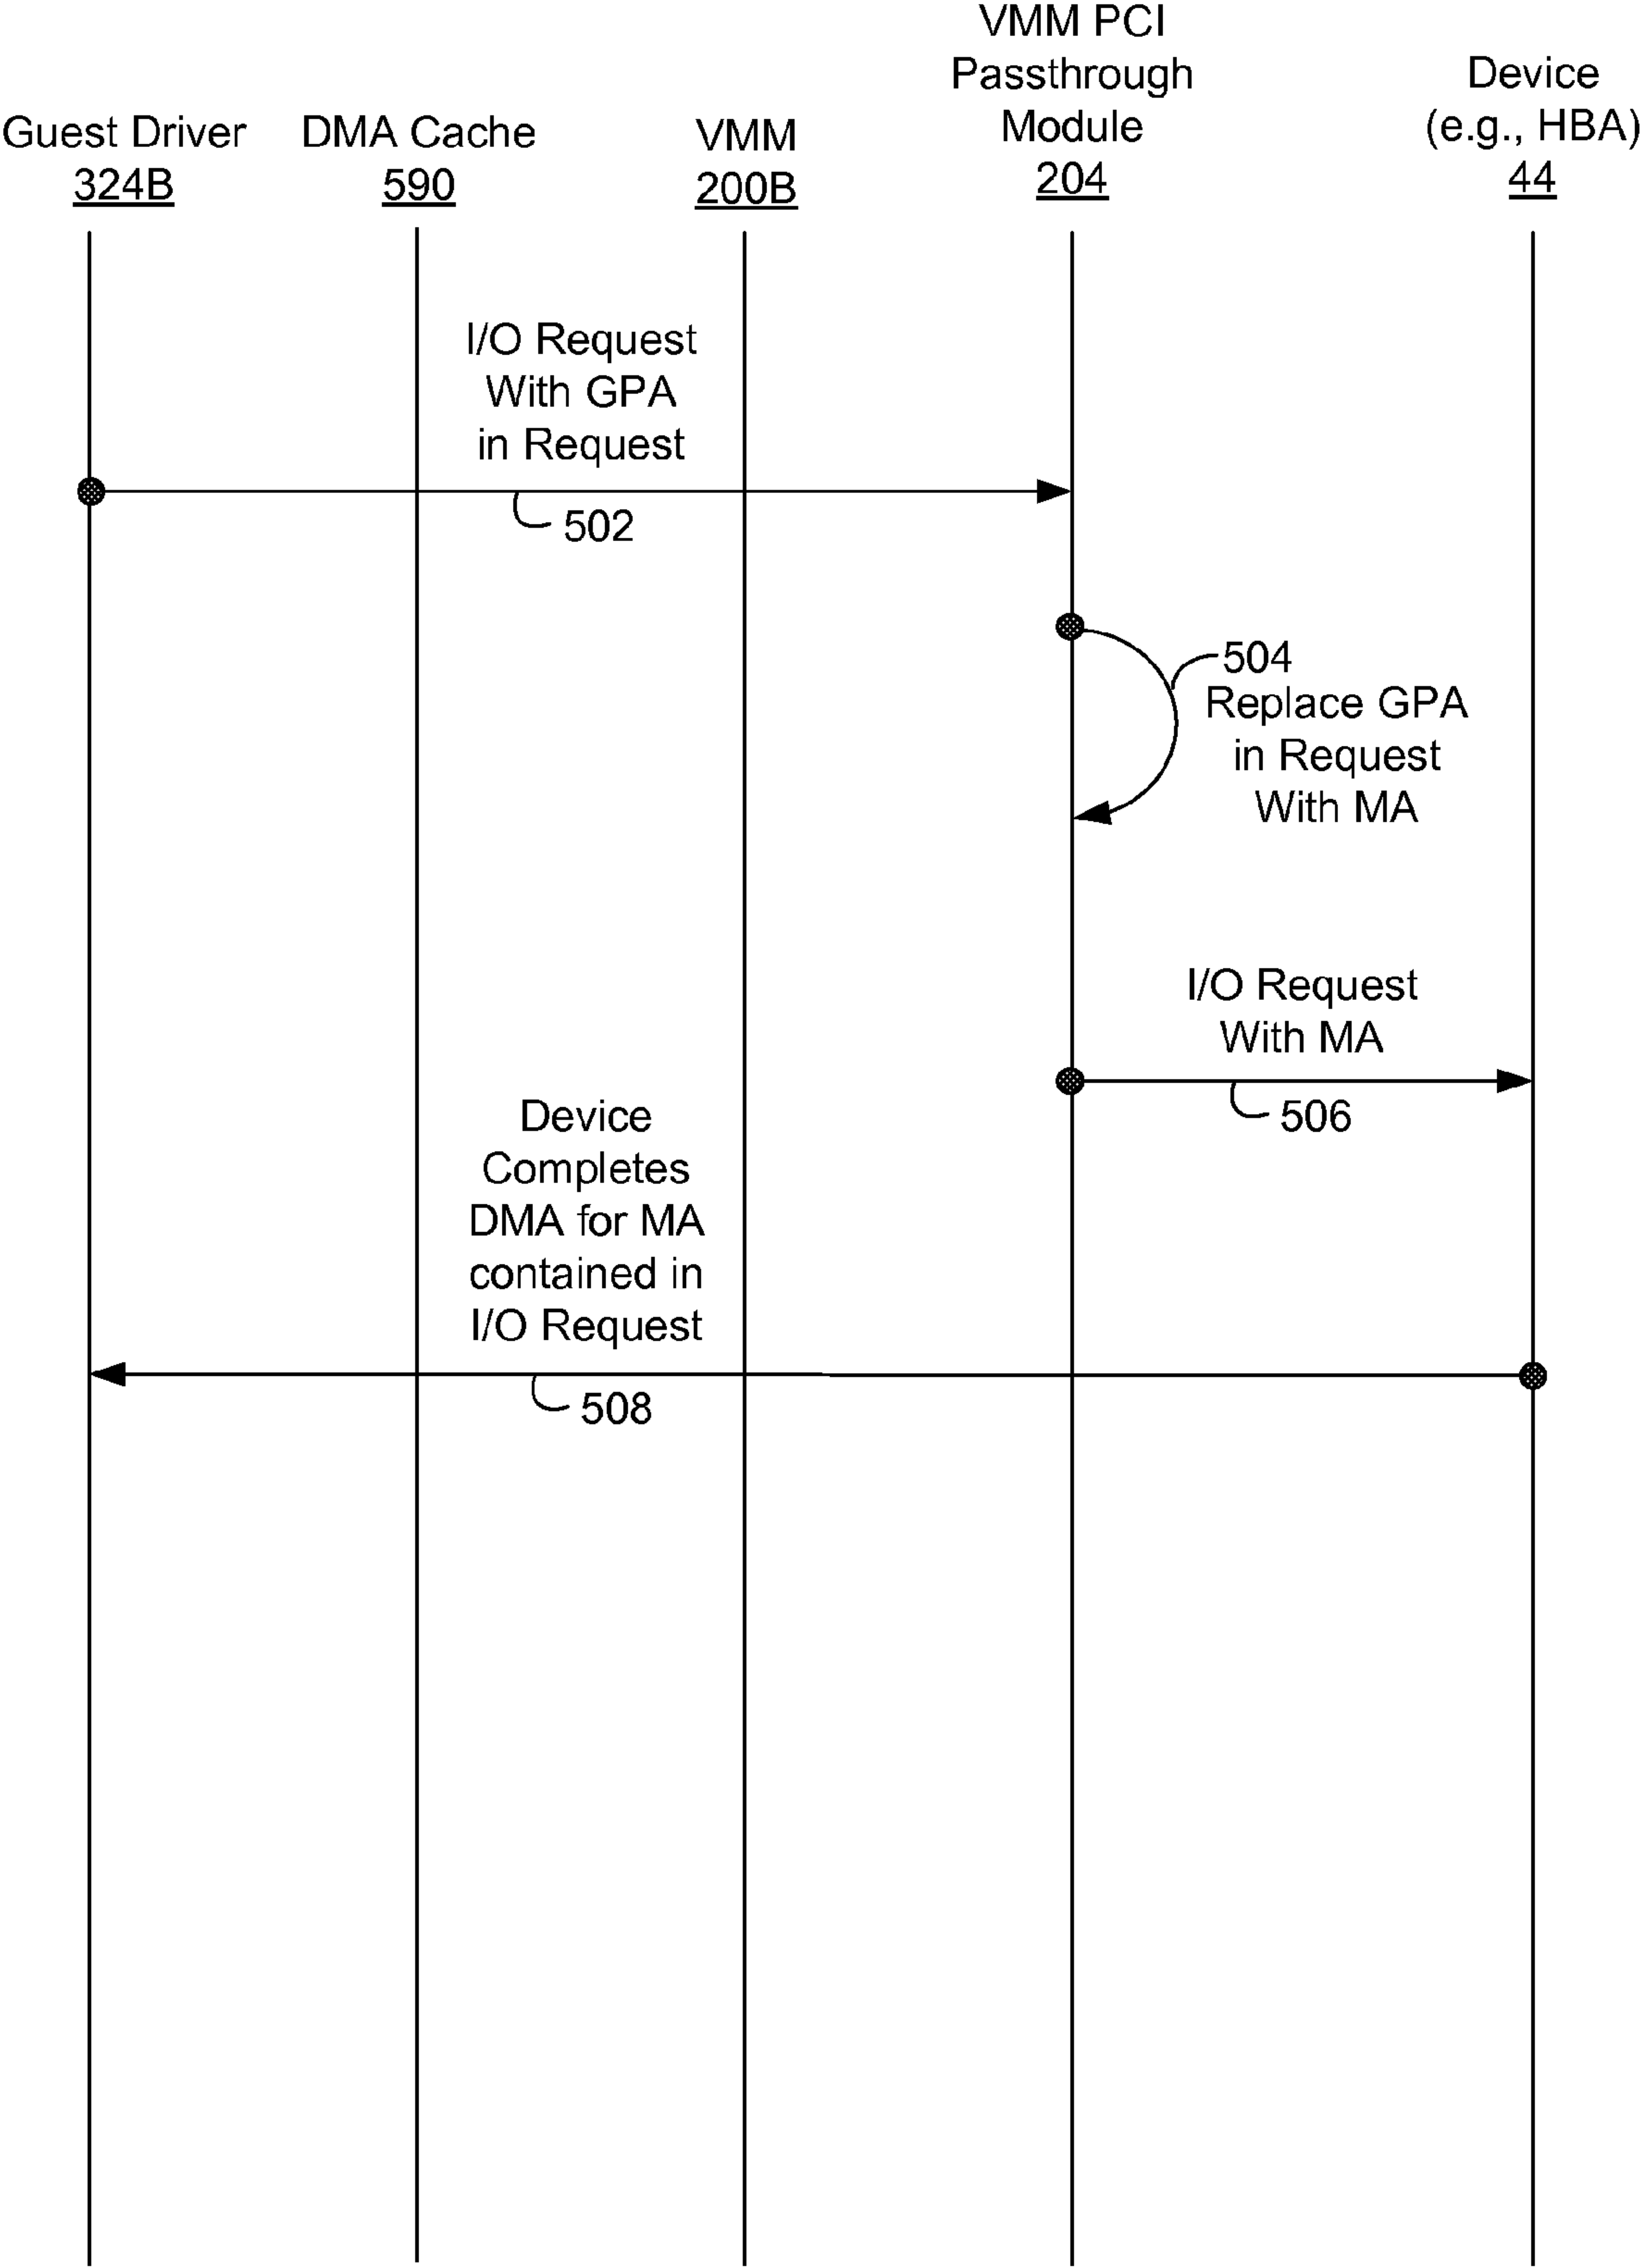 Guest Driver
324B
DMA Cache
590
VMM
200B
VMM PCI
Passthrough
Module
204
Device
(e.g., HBA)
44
I/O Request
With GPA
in Request
502
504
Replace GPA
in Request
With MA
I/O Request
With MA
506
Device
Completes
DMA for MA
contained in
I/O Request
508